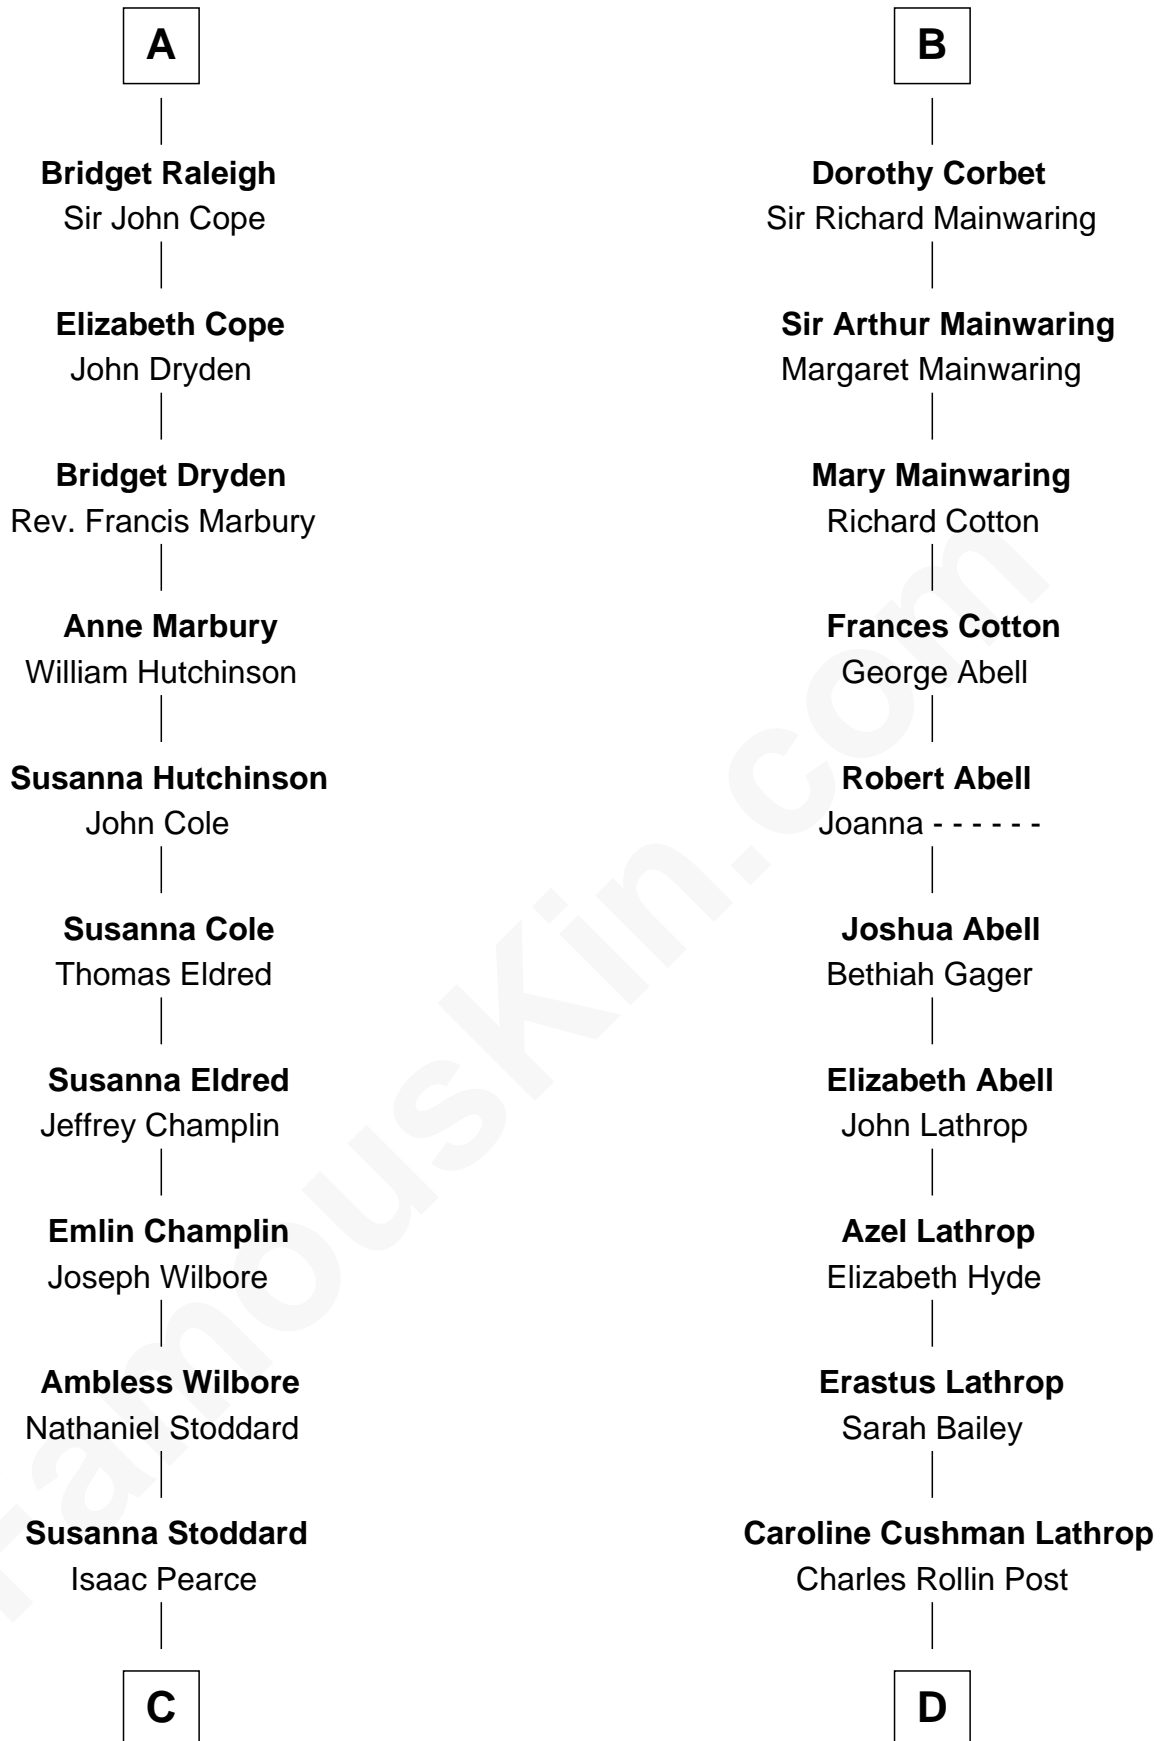 A
Bridget Raleigh
Sir John Cope
Elizabeth Cope
John Dryden
Bridget Dryden
Rev. Francis Marbury
Anne Marbury
William Hutchinson
Susanna Hutchinson
John Cole
Susanna Cole
Thomas Eldred
Susanna Eldred
Jeffrey Champlin
Emlin Champlin
Joseph Wilbore
Ambless Wilbore
Nathaniel Stoddard
Susanna Stoddard
Isaac Pearce
C
B
Dorothy Corbet
Sir Richard Mainwaring
Sir Arthur Mainwaring
Margaret Mainwaring
Mary Mainwaring
Richard Cotton
Frances Cotton
George Abell
Robert Abell
Joanna - - - - - -
Joshua Abell
Bethiah Gager
Elizabeth Abell
John Lathrop
Azel Lathrop
Elizabeth Hyde
Erastus Lathrop
Sarah Bailey
Caroline Cushman Lathrop
Charles Rollin Post
D
FamousKin.com